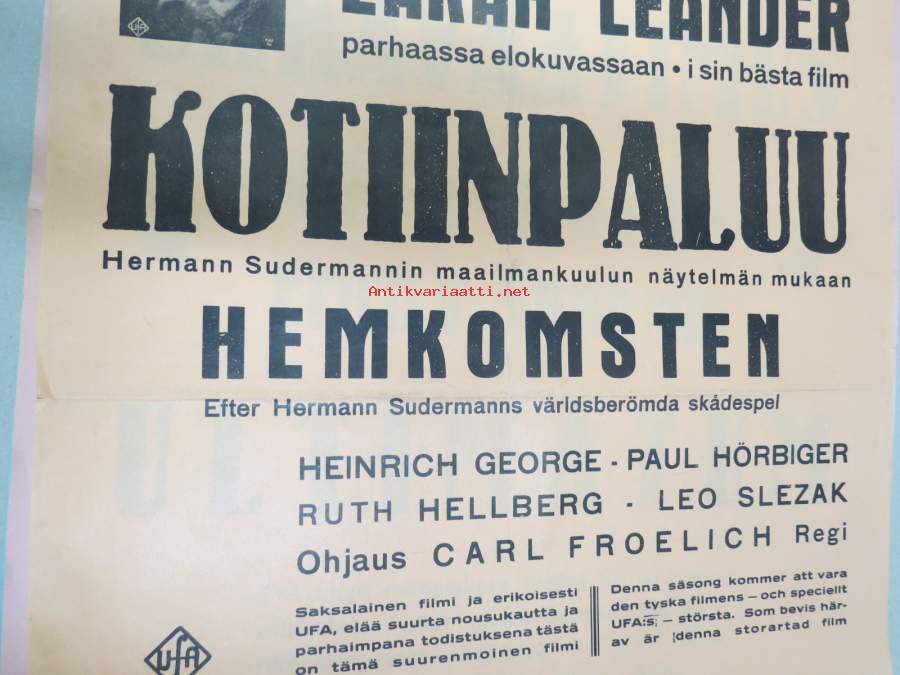 ZARAH LEANDER
parhaassa elokuvassaan • i sin bästa film
KOTIINPALUU
Hermann Sudermannin maailmankuulun näytelmän mukaan
Antikvariaatti.net
HEMKOMSTEN
Efter Hermann Sudermanns världsberömda skådespel
HEINRICH GEORGE - PAUL HÖRBIGER
RUTH HELLBERG - LEO SLEZAK
Ohjaus CARL FROELICH Regi
Saksalainen filmi ja erikoisesti
UFA, elää suurta nousukautta ja
parhaimpana todistuksena tästä
on tämä suurenmoinen filmi
Denna säsong kommer att vara
den tyska filmens — och speciellt
UFA:s, — största. Som bevis här-
av är denna storartad film
UFA
UFA